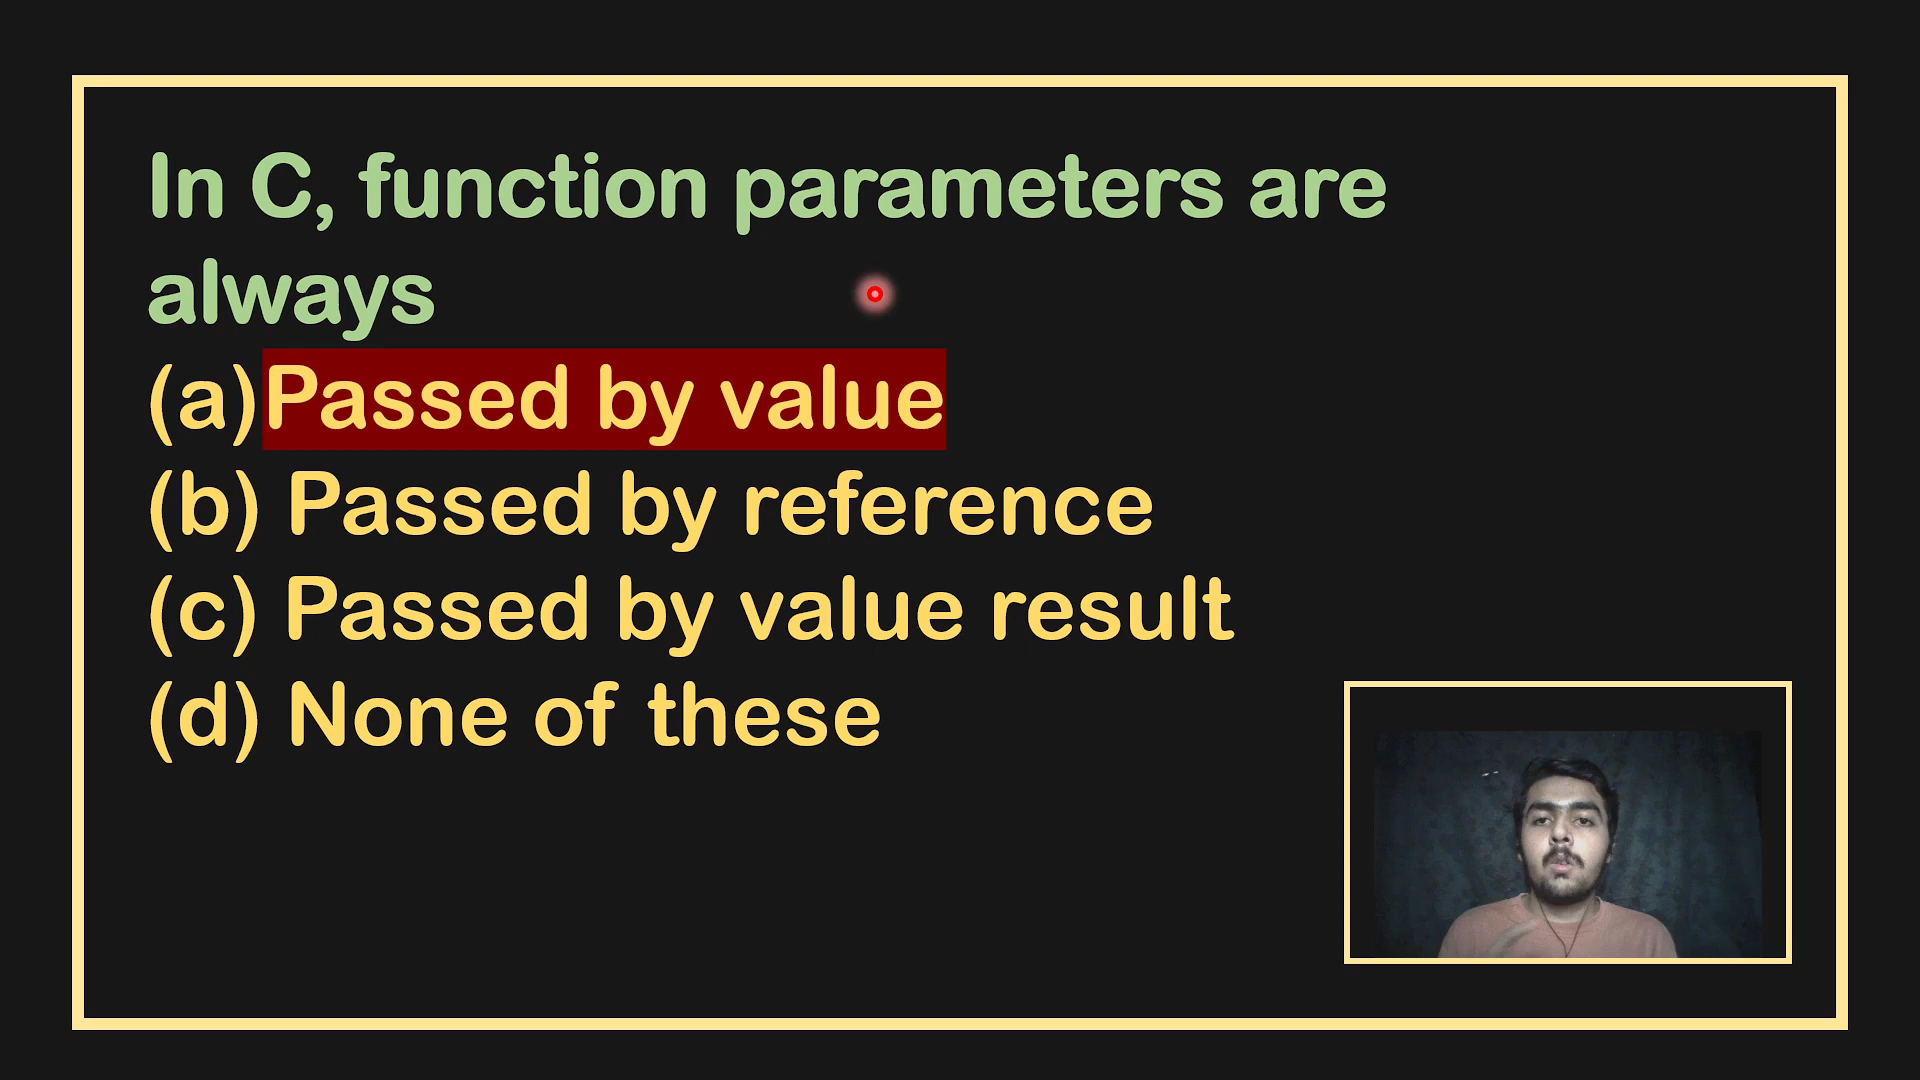 In C, function parameters are
always
(a)Passed by value
(b) Passed by reference
(c) Passed by value result
(d) None of these